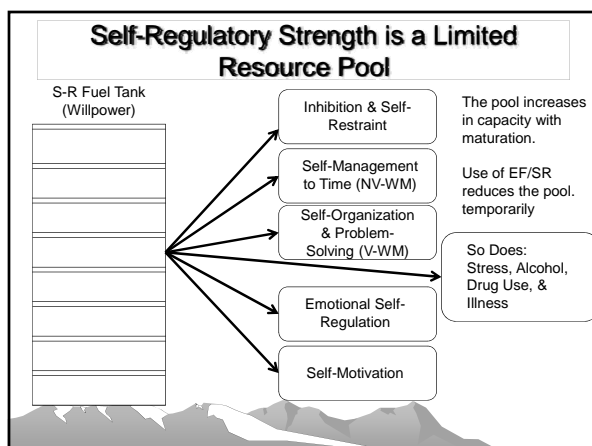 Self-Regulatory Strength is a Limited
Resource Pool
S-R Fuel Tank
(Willpower)
Inhibition & Self-
Restraint
Self-Management
to Time (NV-WM)
Self-Organization
& Problem-
Solving (V-WM)
Emotional Self-
Regulation
Self-Motivation
The pool increases
in capacity with
maturation.
Use of EF/SR
reduces the pool.
temporarily
So Does:
Stress, Alcohol,
Drug Use, &
Illness